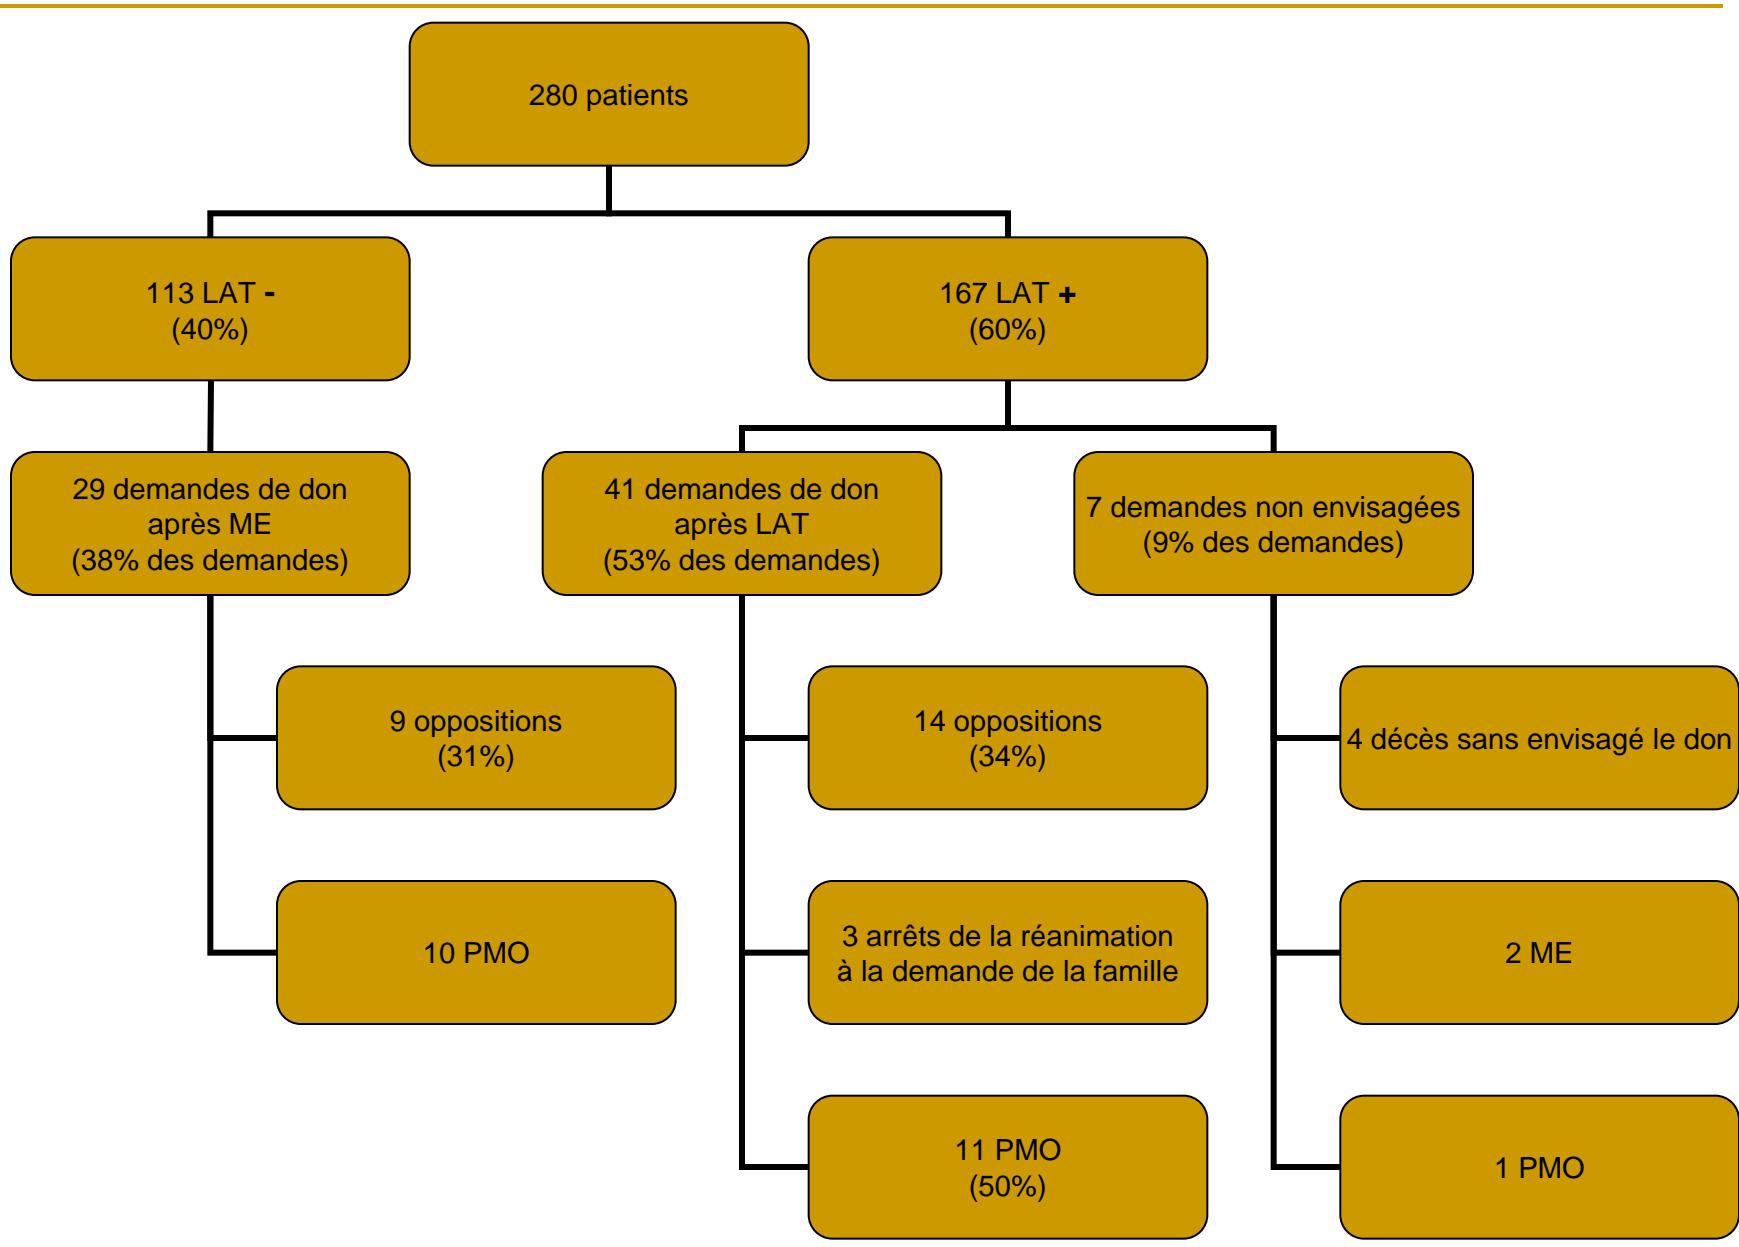 280 patients
113 LAT -
(40%)
167 LAT +
(60%)
29 demandes de don
après ME
(38% des demandes)
41 demandes de don
après LAT
(53% des demandes)
7 demandes non envisagées
(9% des demandes)
9 oppositions
(31%)
14 oppositions
(34%)
4 décès sans envisagé le don
10 PMO
3 arrêts de la réanimation
à la demande de la famille
2 ME
11 PMO
(50%)
1 PMO